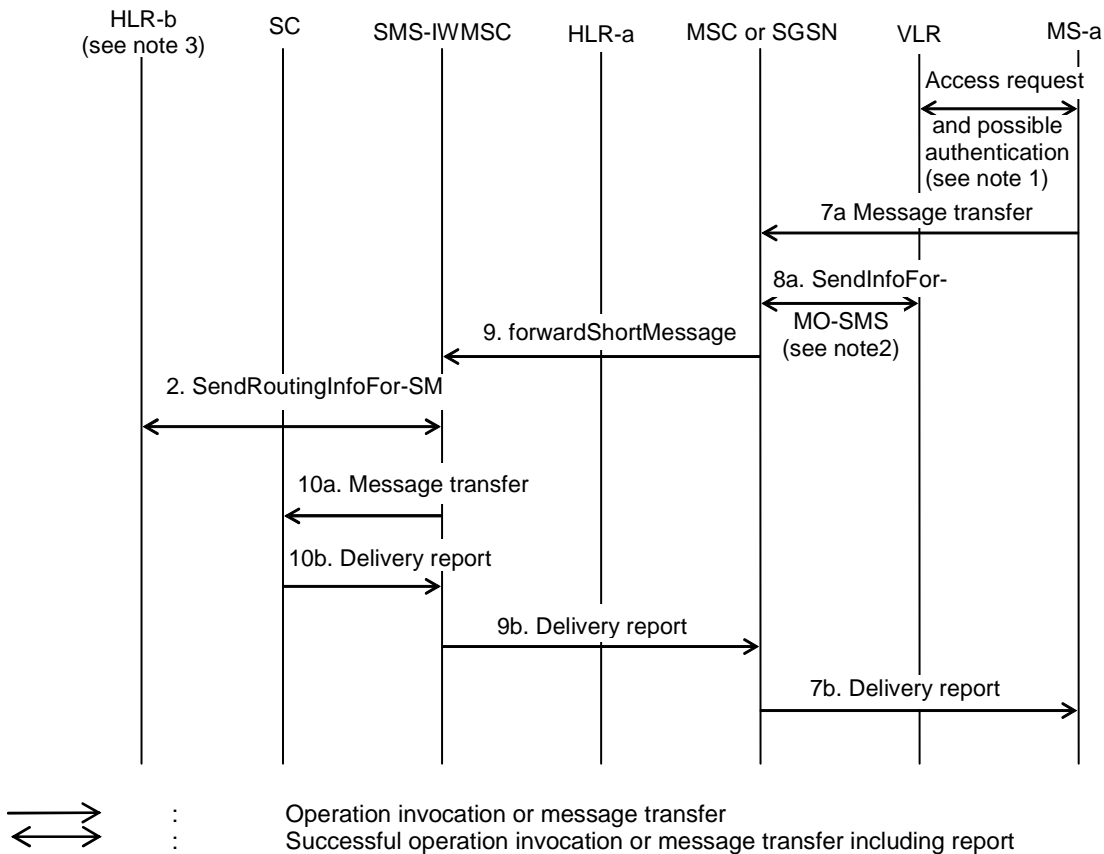 HLR-b
(see note 3)
SC
SMS-IWMSC
HLR-a
MSC or SGSN
VLR
MS-a
Access request
and possible
authentication
(see note 1)
7a Message transfer
8a. SendInfoFor-
MO-SMS
(see note2)
9. forwardShortMessage
2. SendRoutingInfoFor-SM
10a. Message transfer
10b. Delivery report
9b. Delivery report
7b. Delivery report
: Operation invocation or message transfer
: Successful operation invocation or message transfer including report